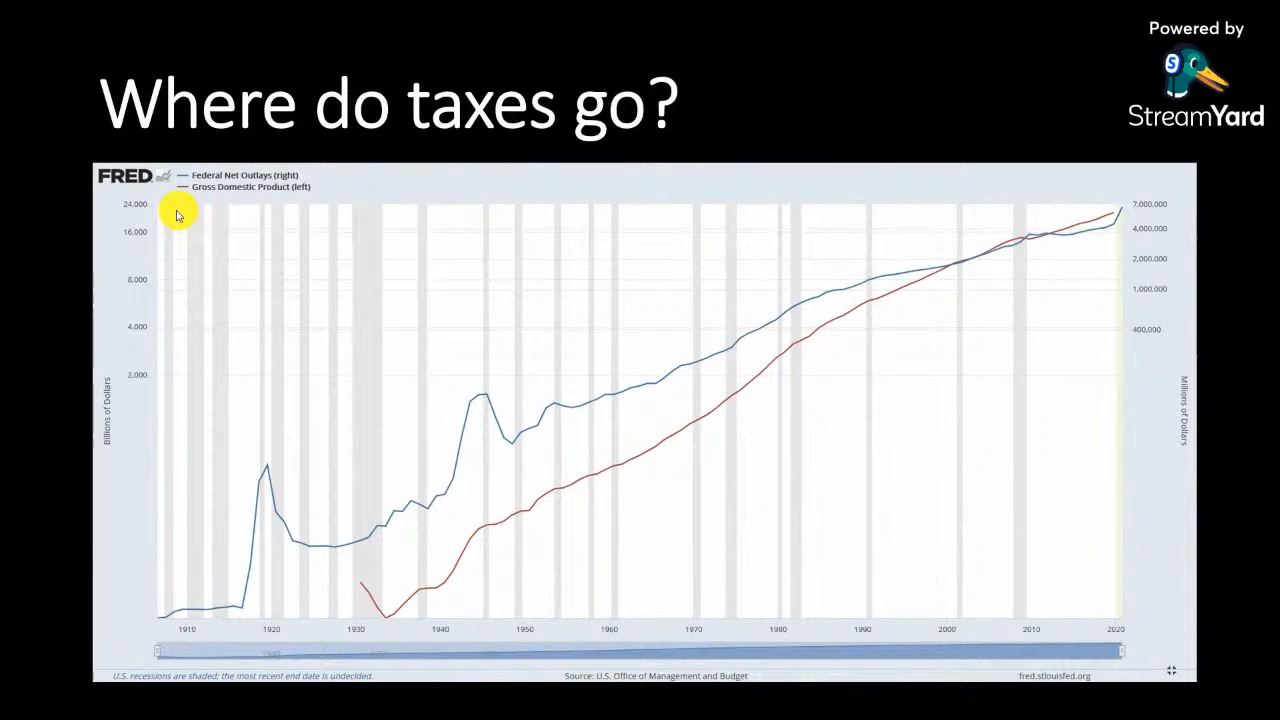 Powered by
S
StreamYard
Where do taxes go?
FRED
Federal Net Outlays (right)
Gross Domestic Product (left)
24.000
16.000
8.000
4.000
2.000
Billions of Dollars
7,000.000
4,000.000
2,000.000
1,000.000
400,000
Millions of Dollars
1910 1920 1930 1940 1950 1960 1970 1980 1990 2000 2010 2020
1940
U.S. recessions are shaded; the most recent end date is undecided.
Source: U.S. Office of Management and Budget
fred.stlouisfed.org